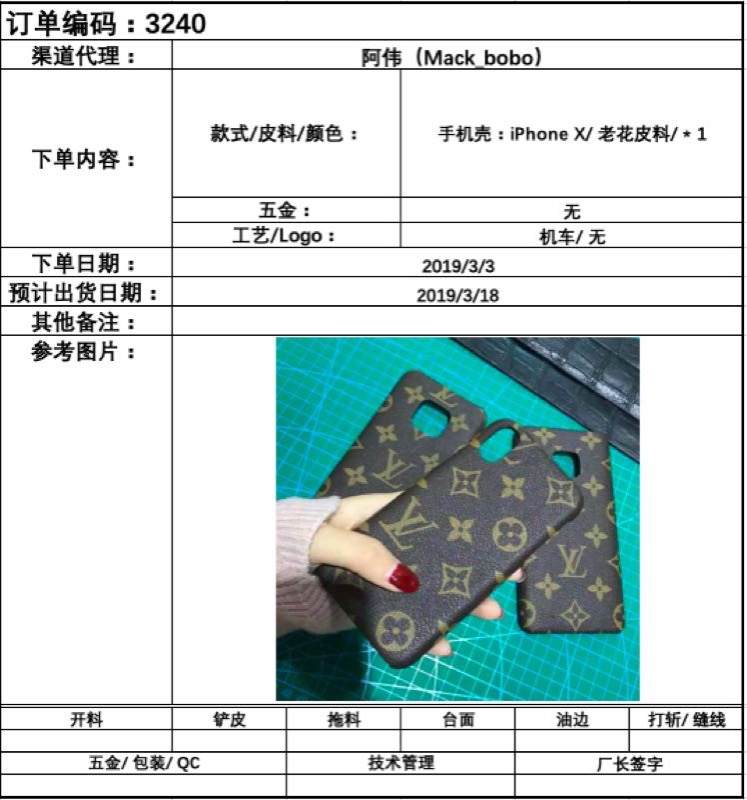 订单编码：3240
渠道代理： 阿伟（Mack_bobo）
下单内容： 款式/皮料/颜色： 手机壳：iPhone X/ 老花皮料/ * 1
五金： 无
工艺/Logo： 机车/ 无
下单日期： 2019/3/3
预计出货日期： 2019/3/18
其他备注：
参考图片：
开料 铲皮 拖料 台面 油边 打斩/ 缝线
五金/ 包装/ QC 技术管理 厂长签字